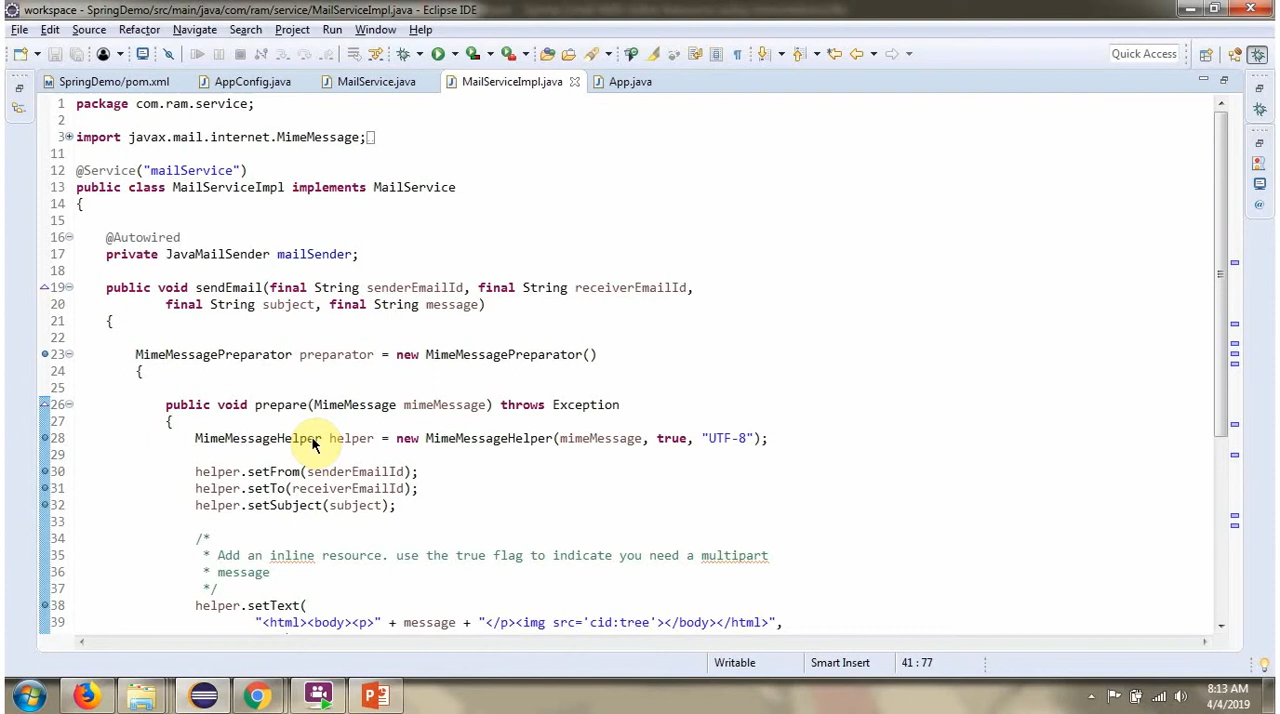 workspace - SpringDemo/src/main/java/com/ram/service/MailServiceImpl.java - Eclipse IDE
File Edit Source Refactor Navigate Search Project Run Window Help
Quick Access
SpringDemo/pom.xml AppConfig.java MailService.java MailServiceImpl.java App.java
1 package com.ram.service;
2
3 import javax.mail.internet.MimeMessage;
11
12 @Service("mailService")
13 public class MailServiceImpl implements MailService
14 {
15
16 @Autowired
17 private JavaMailSender mailSender;
18
19 public void sendEmail(final String senderEmailId, final String receiverEmailId,
20 final String subject, final String message)
21 {
22
23 MimeMessagePreparator preparator = new MimeMessagePreparator()
24 {
25
26 public void prepare(MimeMessage mimeMessage) throws Exception
27 {
28 MimeMessageHelper helper = new MimeMessageHelper(mimeMessage, true, "UTF-8");
29
30 helper.setFrom(senderEmailId);
31 helper.setTo(receiverEmailId);
32 helper.setSubject(subject);
33
34 /*
35 * Add an inline resource. use the true flag to indicate you need a multipart
36 * message
37 */
38 helper.setText(
39 "<html><body><p>" + message + "</p><img src='cid:tree'></body></html>",
Writable Smart Insert 41 : 77
8:13 AM
4/4/2019